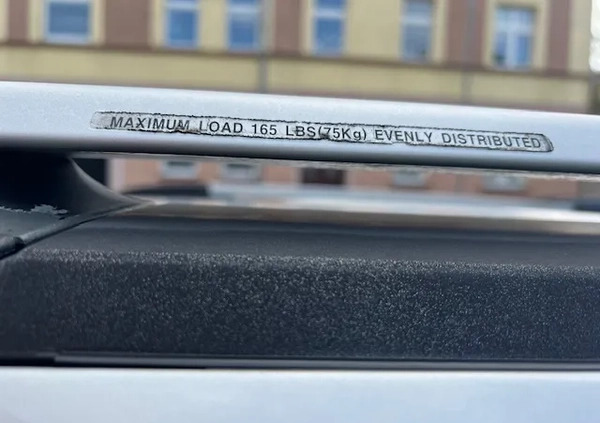 MAXIMUM LOAD 165 LBS(75Kg) EVENLY DISTRIBUTED